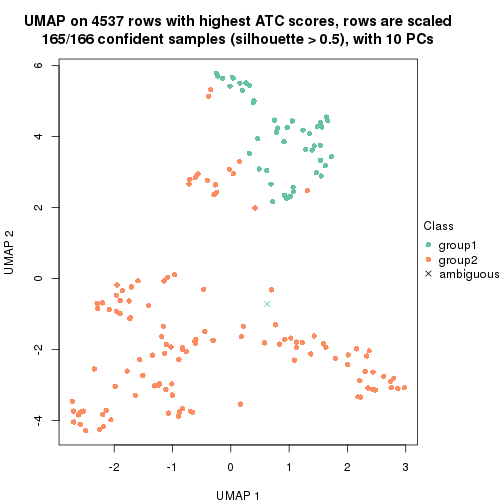 UMAP on 4537 rows with highest ATC scores, rows are scaled
165/166 confident samples (silhouette > 0.5), with 10 PCs
6
4
2
0
-2
-4
UMAP 2
Class
group1
group2
ambiguous
-2
-1
0
1
2
3
UMAP 1